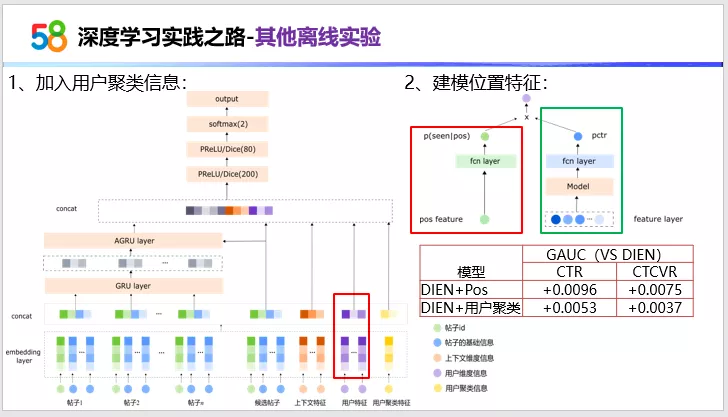 58 深度学习实践之路-其他离线实验
1、加入用户聚类信息：
output
softmax(2)
PReLU/Dice(80)
PReLU/Dice(200)
concat
AGRU layer
...
GRU layer
concat
...
embedding layer
帖子1
帖子2
帖子n
候选帖子
上下文特征
用户特征
用户聚类特征
2、建模位置特征：
x
p(seen|pos)
pctr
fcn layer
fcn layer
Model
pos feature
...
feature layer
模型
GAUC（VS DIEN）
CTR
CTCVR
DIEN+Pos
+0.0096
+0.0075
DIEN+用户聚类
+0.0053
+0.0037
帖子id
帖子的基础信息
上下文维度信息
用户维度信息
用户聚类信息